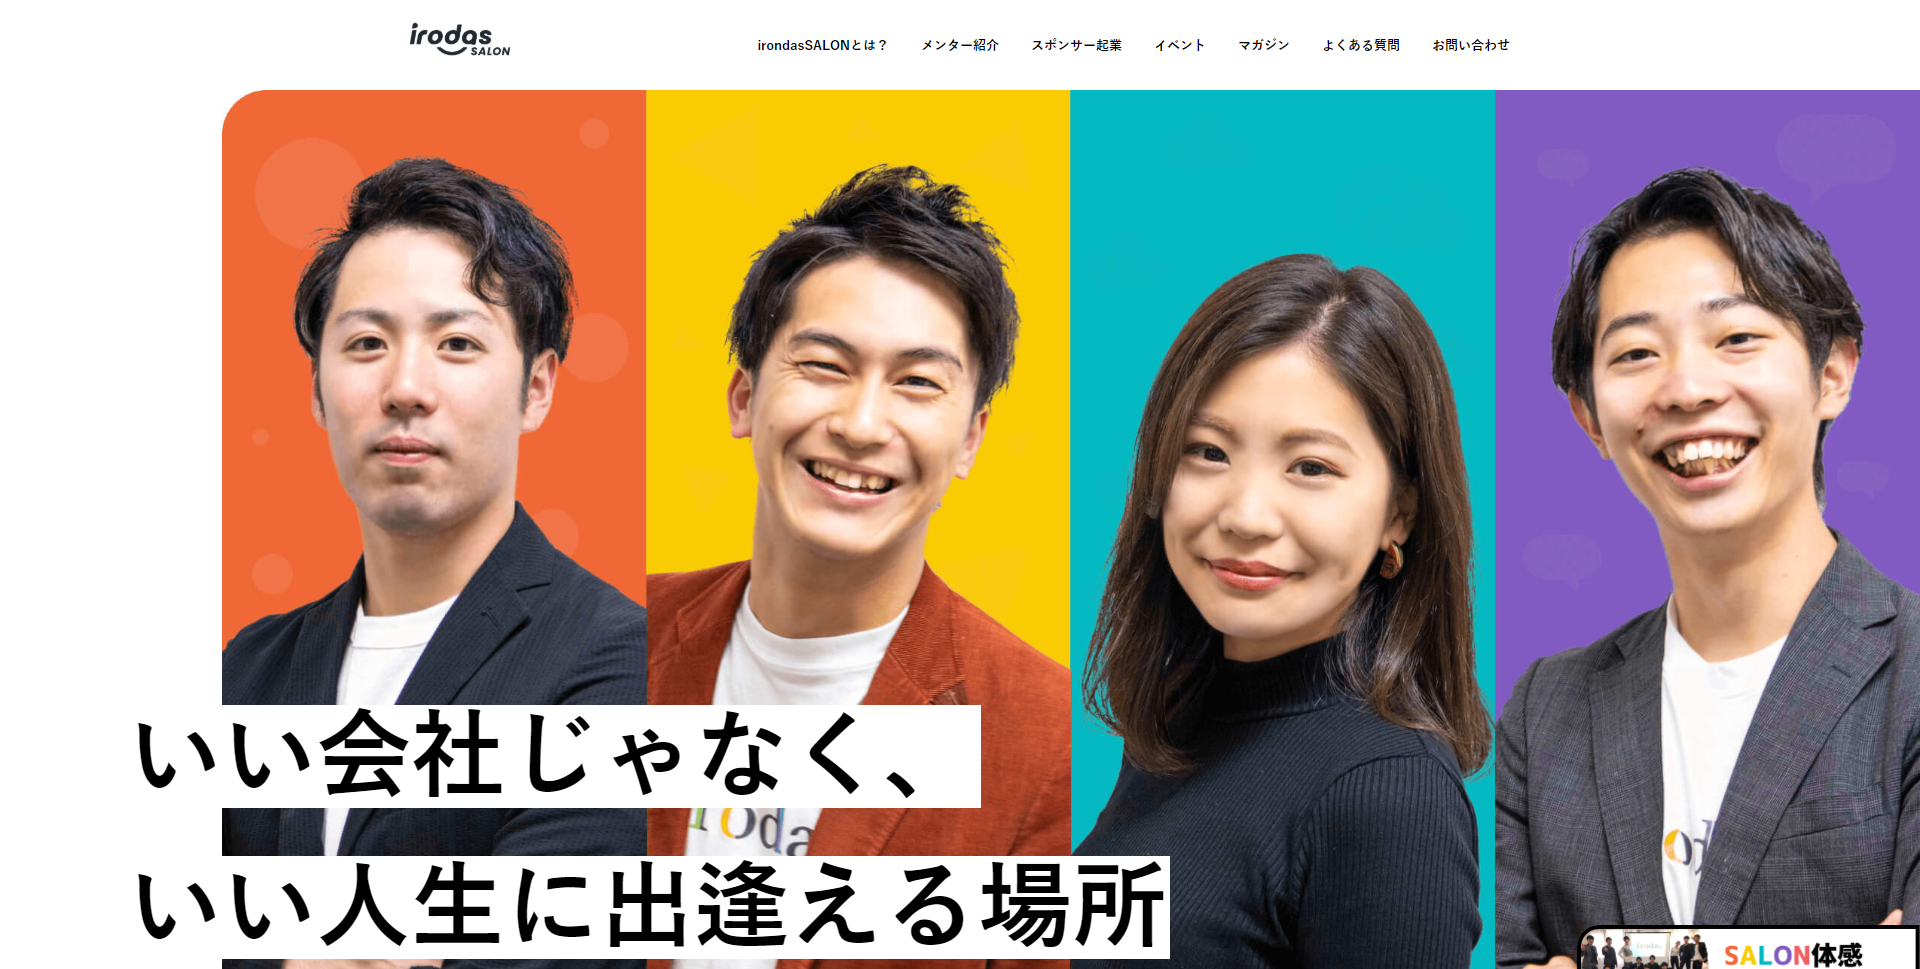 irodas
SALON
irondasSALONとは？ メンター紹介 スポンサー起業 イベント マガジン よくある質問 お問い合わせ
いい会社じゃなく、
いい人生に出逢える場所
SALON体感